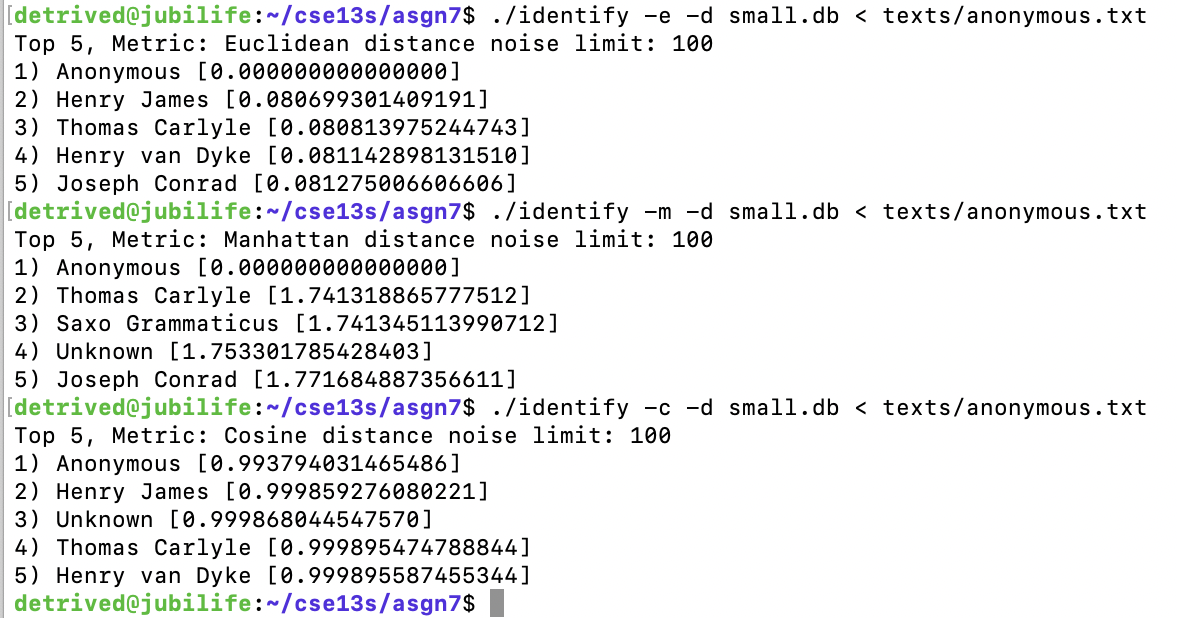 [detrived@jubilife:~/cse13s/asgn7$ ./identify -e -d small.db < texts/anonymous.txt
Top 5, Metric: Euclidean distance noise limit: 100
1) Anonymous [0.000000000000000]
2) Henry James [0.080699301409191]
3) Thomas Carlyle [0.080813975244743]
4) Henry van Dyke [0.081142898131510]
5) Joseph Conrad [0.081275006606606]
[detrived@jubilife:~/cse13s/asgn7$ ./identify -m -d small.db < texts/anonymous.txt
Top 5, Metric: Manhattan distance noise limit: 100
1) Anonymous [0.000000000000000]
2) Thomas Carlyle [1.741318865777512]
3) Saxo Grammaticus [1.741345113990712]
4) Unknown [1.753301785428403]
5) Joseph Conrad [1.771684887356611]
[detrived@jubilife:~/cse13s/asgn7$ ./identify -c -d small.db < texts/anonymous.txt
Top 5, Metric: Cosine distance noise limit: 100
1) Anonymous [0.993794031465486]
2) Henry James [0.999859276080221]
3) Unknown [0.999868044547570]
4) Thomas Carlyle [0.999895474788844]
5) Henry van Dyke [0.999895587455344]
detrived@jubilife:~/cse13s/asgn7$